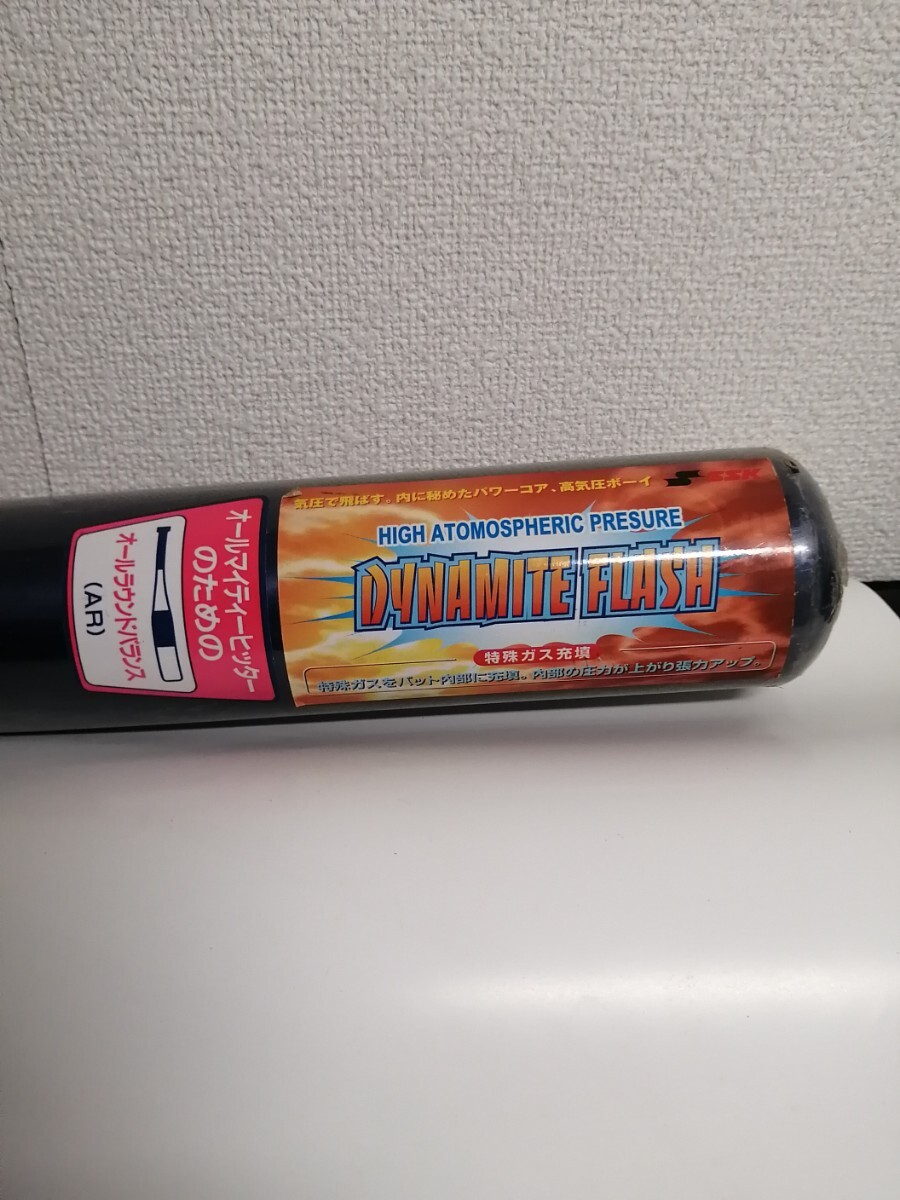 気圧で飛ばす。内に秘めたパワーコア、高気圧ボーイ
SSK
HIGH ATOMOSPHERIC PRESURE
DYNAMITE FLASH
特殊ガス充填
特殊ガスをバット内部に充填。内部の圧力が上がり張力アップ。
オールマイティーヒッター
のための
オールラウンドバランス
(AR)